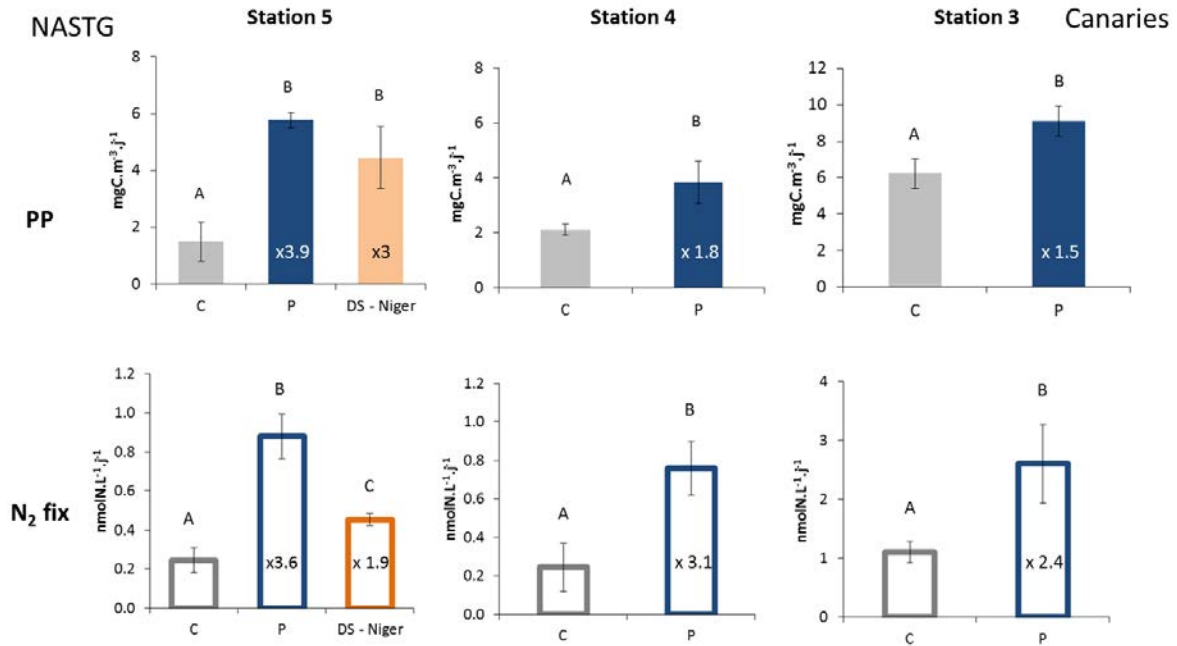 NASTG
Station 5
Station 4
Station 3
Canaries
PP
mgC.m⁻³.j⁻¹
8
6
4
2
0
A
B
B
x3.9
x3
C
P
DS - Niger
mgC.m⁻³.j⁻¹
8
6
4
2
0
A
B
x 1.8
C
P
mgC.m⁻³.j⁻¹
12
10
8
6
4
2
0
A
B
x 1.5
C
P
N₂ fix
nmolN.L⁻¹.j⁻¹
1.2
1.0
0.8
0.6
0.4
0.2
0.0
A
B
C
x3.6
x 1.9
C
P
DS - Niger
nmolN.L⁻¹.j⁻¹
1.2
1.0
0.8
0.6
0.4
0.2
0.0
A
B
x 3.1
C
P
nmolN.L⁻¹.j⁻¹
4
3
2
1
0
A
B
x 2.4
C
P